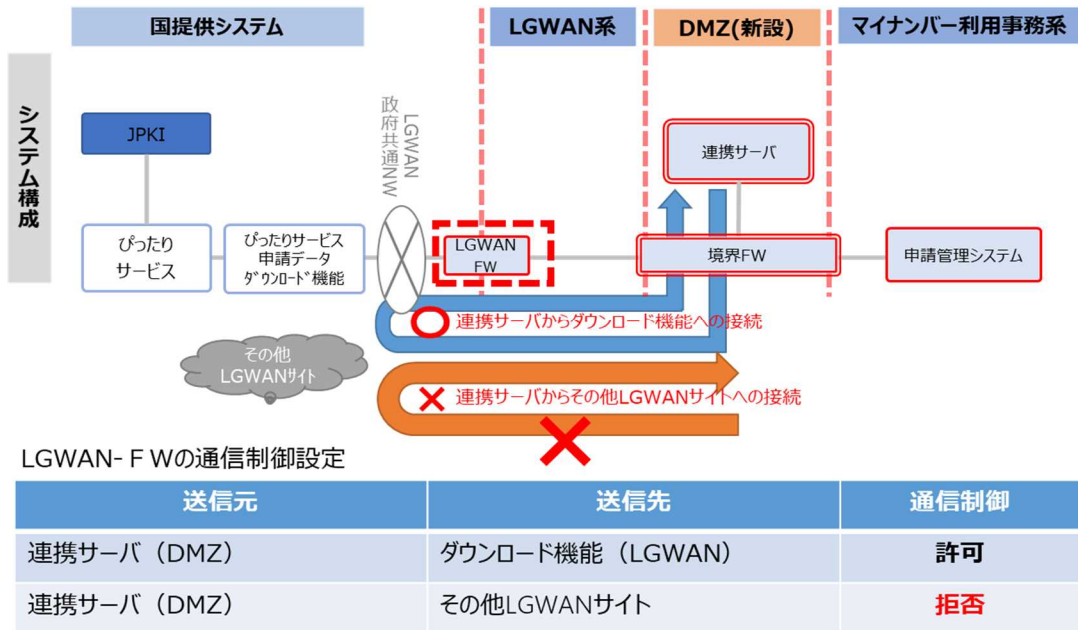 国提供システム
LGWAN系
DMZ(新設)
マイナンバー利用事務系
システム構成
JPKI
LGWAN
政府共通NW
連携サーバ
ぴったり
サービス
ぴったりサービス
申請データ
ﾀﾞｳﾝﾛｰﾄﾞ機能
LGWAN
FW
境界FW
申請管理システム
連携サーバからダウンロード機能への接続
その他
LGWANｻｲﾄ
連携サーバからその他LGWANサイトへの接続
LGWAN-ＦＷの通信制御設定
送信元 送信先 通信制御
連携サーバ（DMZ） ダウンロード機能（LGWAN） 許可
連携サーバ（DMZ） その他LGWANサイト 拒否